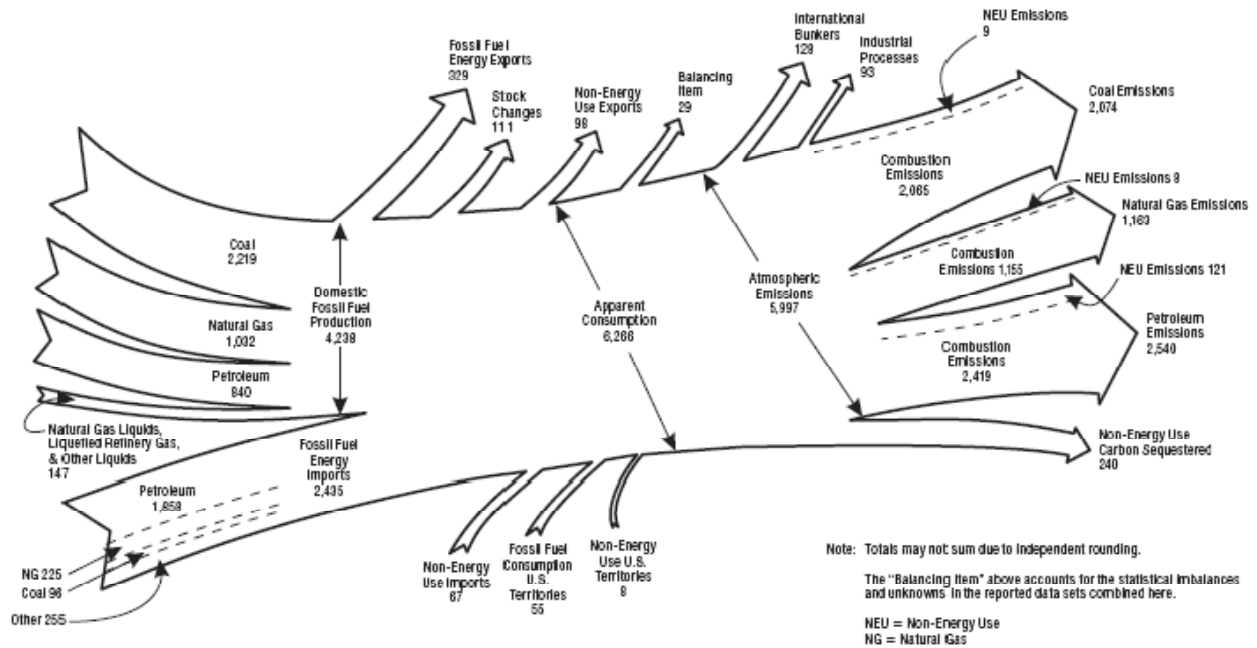 Fossil Fuel
Energy Exports
329
Stock
Changes
111
Non-Energy
Use Exports
98
Balancing
Item
29
International
Bunkers
128
Industrial
Processes
93
NEU Emissions
9
Coal Emissions
2,074
Combustion
Emissions
2,065
NEU Emissions 8
Natural Gas Emissions
1,163
Combustion
Emissions 1,155
NEU Emissions 121
Petroleum
Emissions
2,540
Combustion
Emissions
2,419
Non-Energy Use
Carbon Sequestered
240
Coal
2,219
Natural Gas
1,032
Petroleum
840
Natural Gas Liquids,
Liquefied Refinery Gas,
& Other Liquids
147
Domestic
Fossil Fuel
Production
4,238
Apparent
Consumption
6,266
Atmospheric
Emissions
5,997
Fossil Fuel
Energy
Imports
2,435
Petroleum
1,858
NG 225
Coal 96
Other 255
Non-Energy
Use Imports
67
Fossil Fuel
Consumption
U.S.
Territories
55
Non-Energy
Use U.S.
Territories
8
Note: Totals may not sum due to independent rounding.
The "Balancing Item" above accounts for the statistical imbalances
and unknowns in the reported data sets combined here.
NEU = Non-Energy Use
NG = Natural Gas